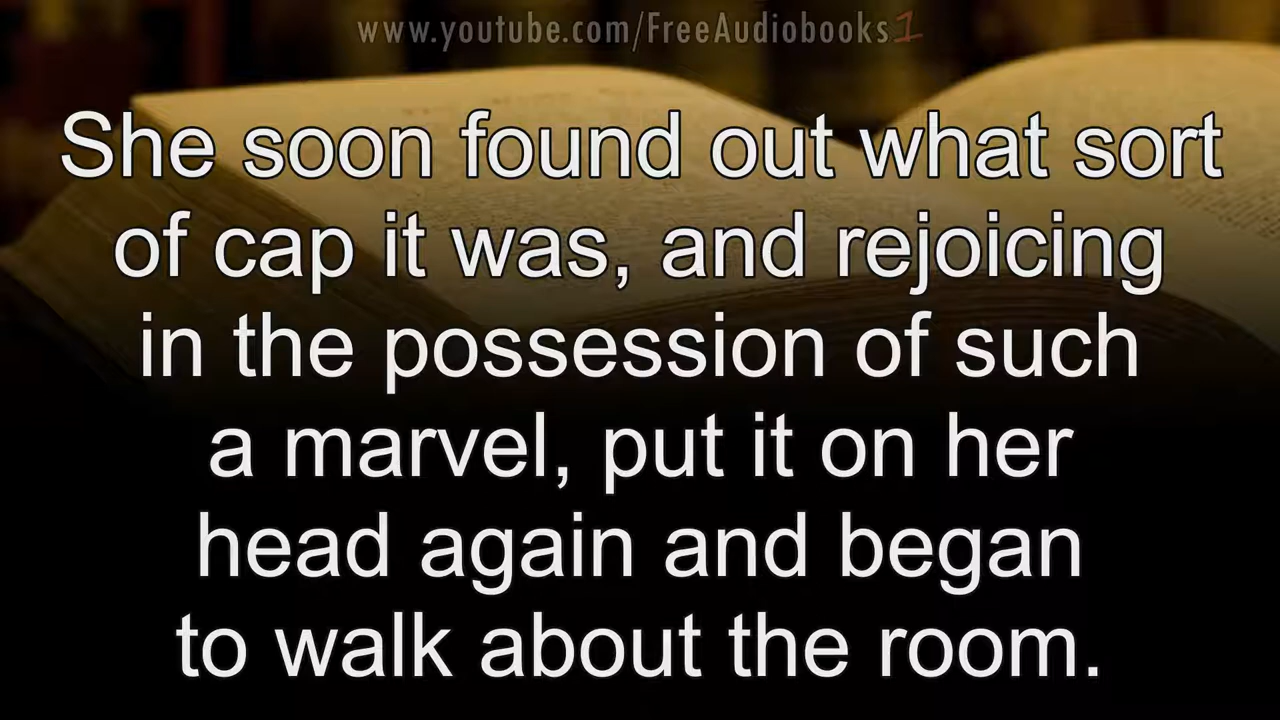 www.youtube.com/FreeAudiobooks1
She soon found out what sort
of cap it was, and rejoicing
in the possession of such
a marvel, put it on her
head again and began
to walk about the room.